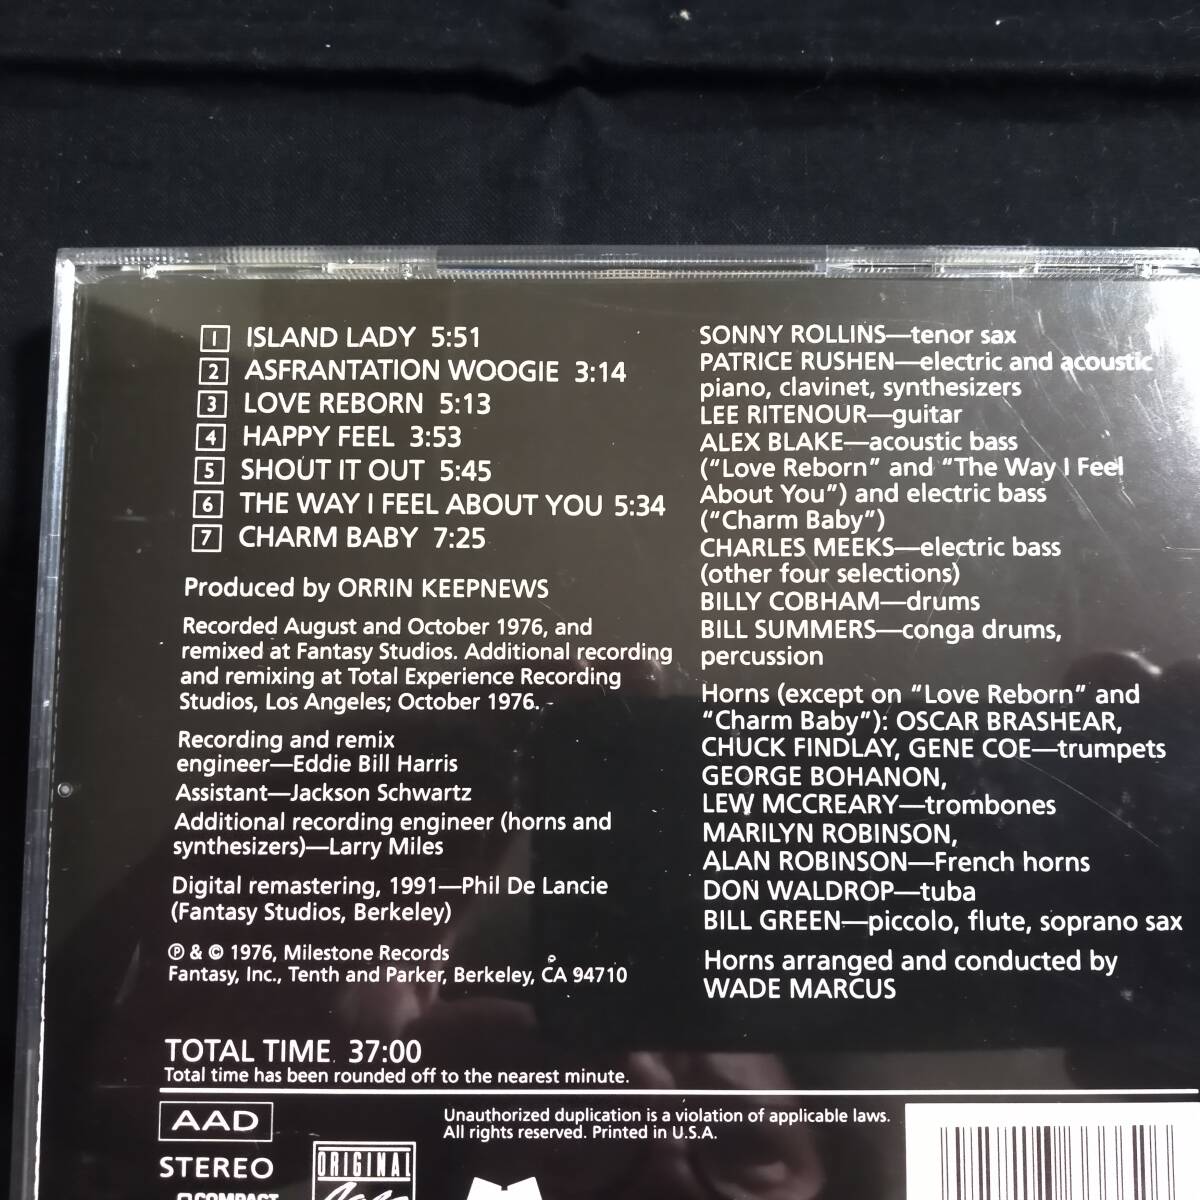 1 ISLAND LADY 5:51
2 ASFRANTATION WOOGIE 3:14
3 LOVE REBORN 5:13
4 HAPPY FEEL 3:53
5 SHOUT IT OUT 5:45
6 THE WAY I FEEL ABOUT YOU 5:34
7 CHARM BABY 7:25
Produced by ORRIN KEEPNEWS
Recorded August and October 1976, and
remixed at Fantasy Studios. Additional recording
and remixing at Total Experience Recording
Studios, Los Angeles; October 1976.
Recording and remix
engineer—Eddie Bill Harris
Assistant—Jackson Schwartz
Additional recording engineer (horns and
synthesizers)—Larry Miles
Digital remastering, 1991—Phil De Lancie
(Fantasy Studios, Berkeley)
℗ & © 1976, Milestone Records
Fantasy, Inc., Tenth and Parker, Berkeley, CA 94710
SONNY ROLLINS—tenor sax
PATRICE RUSHEN—electric and acoustic
piano, clavinet, synthesizers
LEE RITENOUR—guitar
ALEX BLAKE—acoustic bass
("Love Reborn" and "The Way I Feel
About You") and electric bass
("Charm Baby")
CHARLES MEEKS—electric bass
(other four selections)
BILLY COBHAM—drums
BILL SUMMERS—conga drums,
percussion
Horns (except on "Love Reborn" and
"Charm Baby"): OSCAR BRASHEAR,
CHUCK FINDLAY, GENE COE—trumpets
GEORGE BOHANON,
LEW MCCREARY—trombones
MARILYN ROBINSON,
ALAN ROBINSON—French horns
DON WALDROP—tuba
BILL GREEN—piccolo, flute, soprano sax
Horns arranged and conducted by
WADE MARCUS
TOTAL TIME 37:00
Total time has been rounded off to the nearest minute.
AAD
STEREO
COMPACT
ORIGINAL
Unauthorized duplication is a violation of applicable laws.
All rights reserved. Printed in U.S.A.